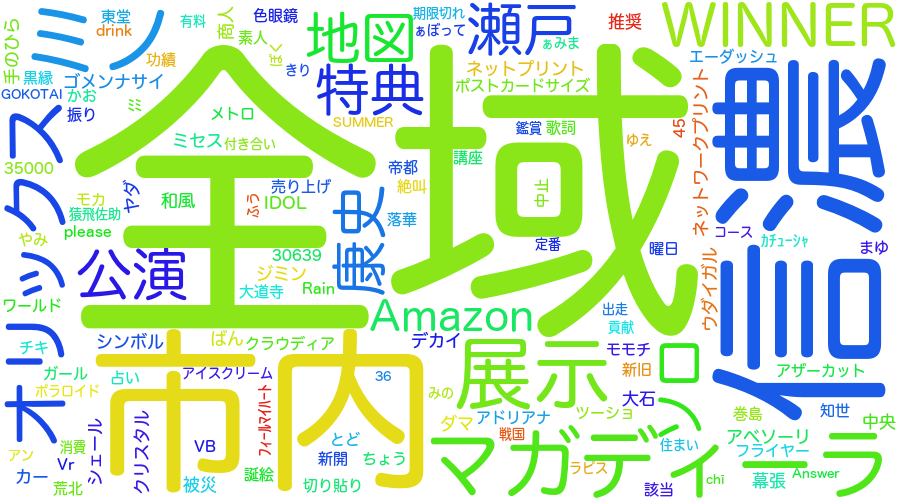 全域
市内
信濃
マガディーラ
オリックス
ミン
展示
ロン
Amazon
WINNER
地図
特典
瀬戸
公演
康史
東堂
drink
有料
商人
色眼鏡
素人
ぼく
きり
期限切れ
ぁぼって
ぁみま
推奨
手のひら
黒縁
功績
ゴメンナサイ
GOKOTAI
かお
振り
ミミ
メトロ
SUMMER
ネットプリント
ポストカードサイズ
エーダッシュ
ミセス
付き合い
鑑賞
歌詞
ゆえ
45
ネットワークプリント
35000
モカ
ヤダ
和風
売り上げ
ふう
IDOL
帝都
絶叫
講座
中止
猿飛佐助
please
やみ
落華
定番
曜日
コース
カチューシャ
まゆ
30639
ジミン
大道寺
Rain
ウダイガル
ワールド
出走
貢献
シンボル
ばん
クラウディア
デカイ
チキ
ガール
ポラロイド
占い
アイスクリーム
フィールマイハート
36
モモチ
新旧
アザーカット
みの
大石
アン
消費
シェール
クリスタル
VB
とど
新開
ちょう
ダマ
アドリアナ
戦国
ツーショ
巻島
知世
中央
カー
Vr
荒北
被災
誕絵
切り貼り
ラピス
住まい
アベソーリ
フライヤー
幕張
Answer
該当
chi